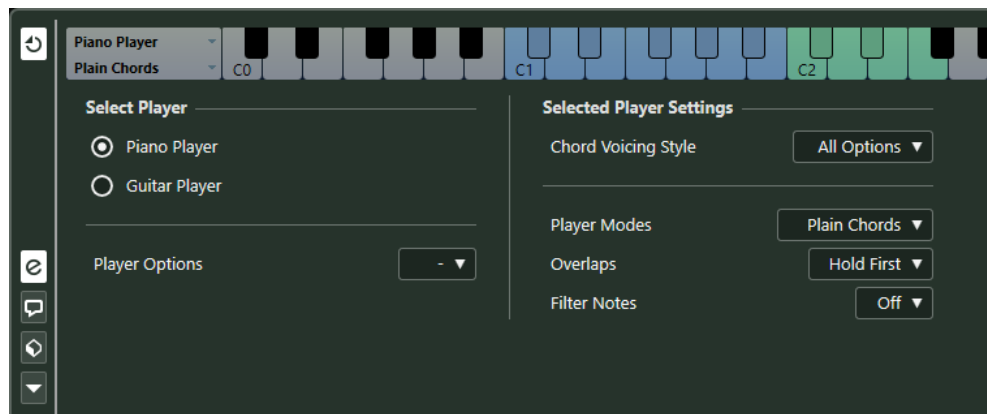 Piano Player
Plain Chords
C0
C1
C2
Select Player
Piano Player
Guitar Player
Player Options
-
Selected Player Settings
Chord Voicing Style
All Options
Player Modes
Plain Chords
Overlaps
Hold First
Filter Notes
Off